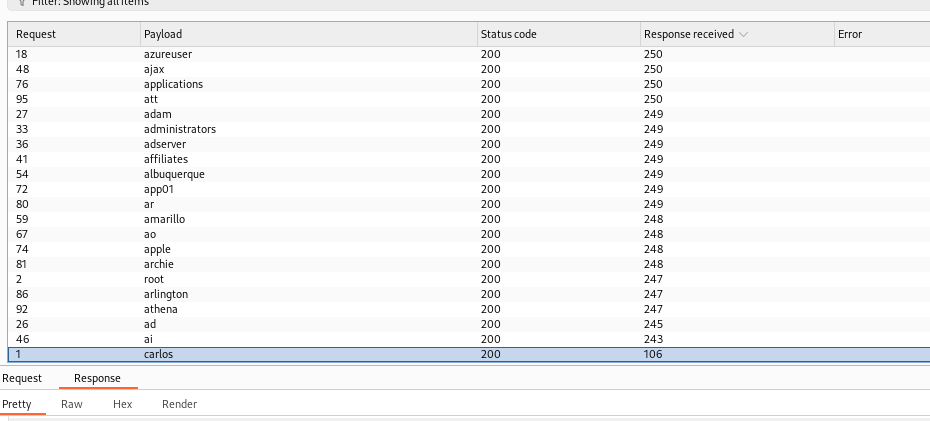 Filter: Showing all items
Request Payload Status code Response received Error
18 azureuser 200 250
48 ajax 200 250
76 applications 200 250
95 att 200 250
27 adam 200 249
33 administrators 200 249
36 adserver 200 249
41 affiliates 200 249
54 albuquerque 200 249
72 app01 200 249
80 ar 200 249
59 amarillo 200 248
67 ao 200 248
74 apple 200 248
81 archie 200 248
2 root 200 247
86 arlington 200 247
92 athena 200 247
26 ad 200 245
46 ai 200 243
1 carlos 200 106
Request Response
Pretty Raw Hex Render